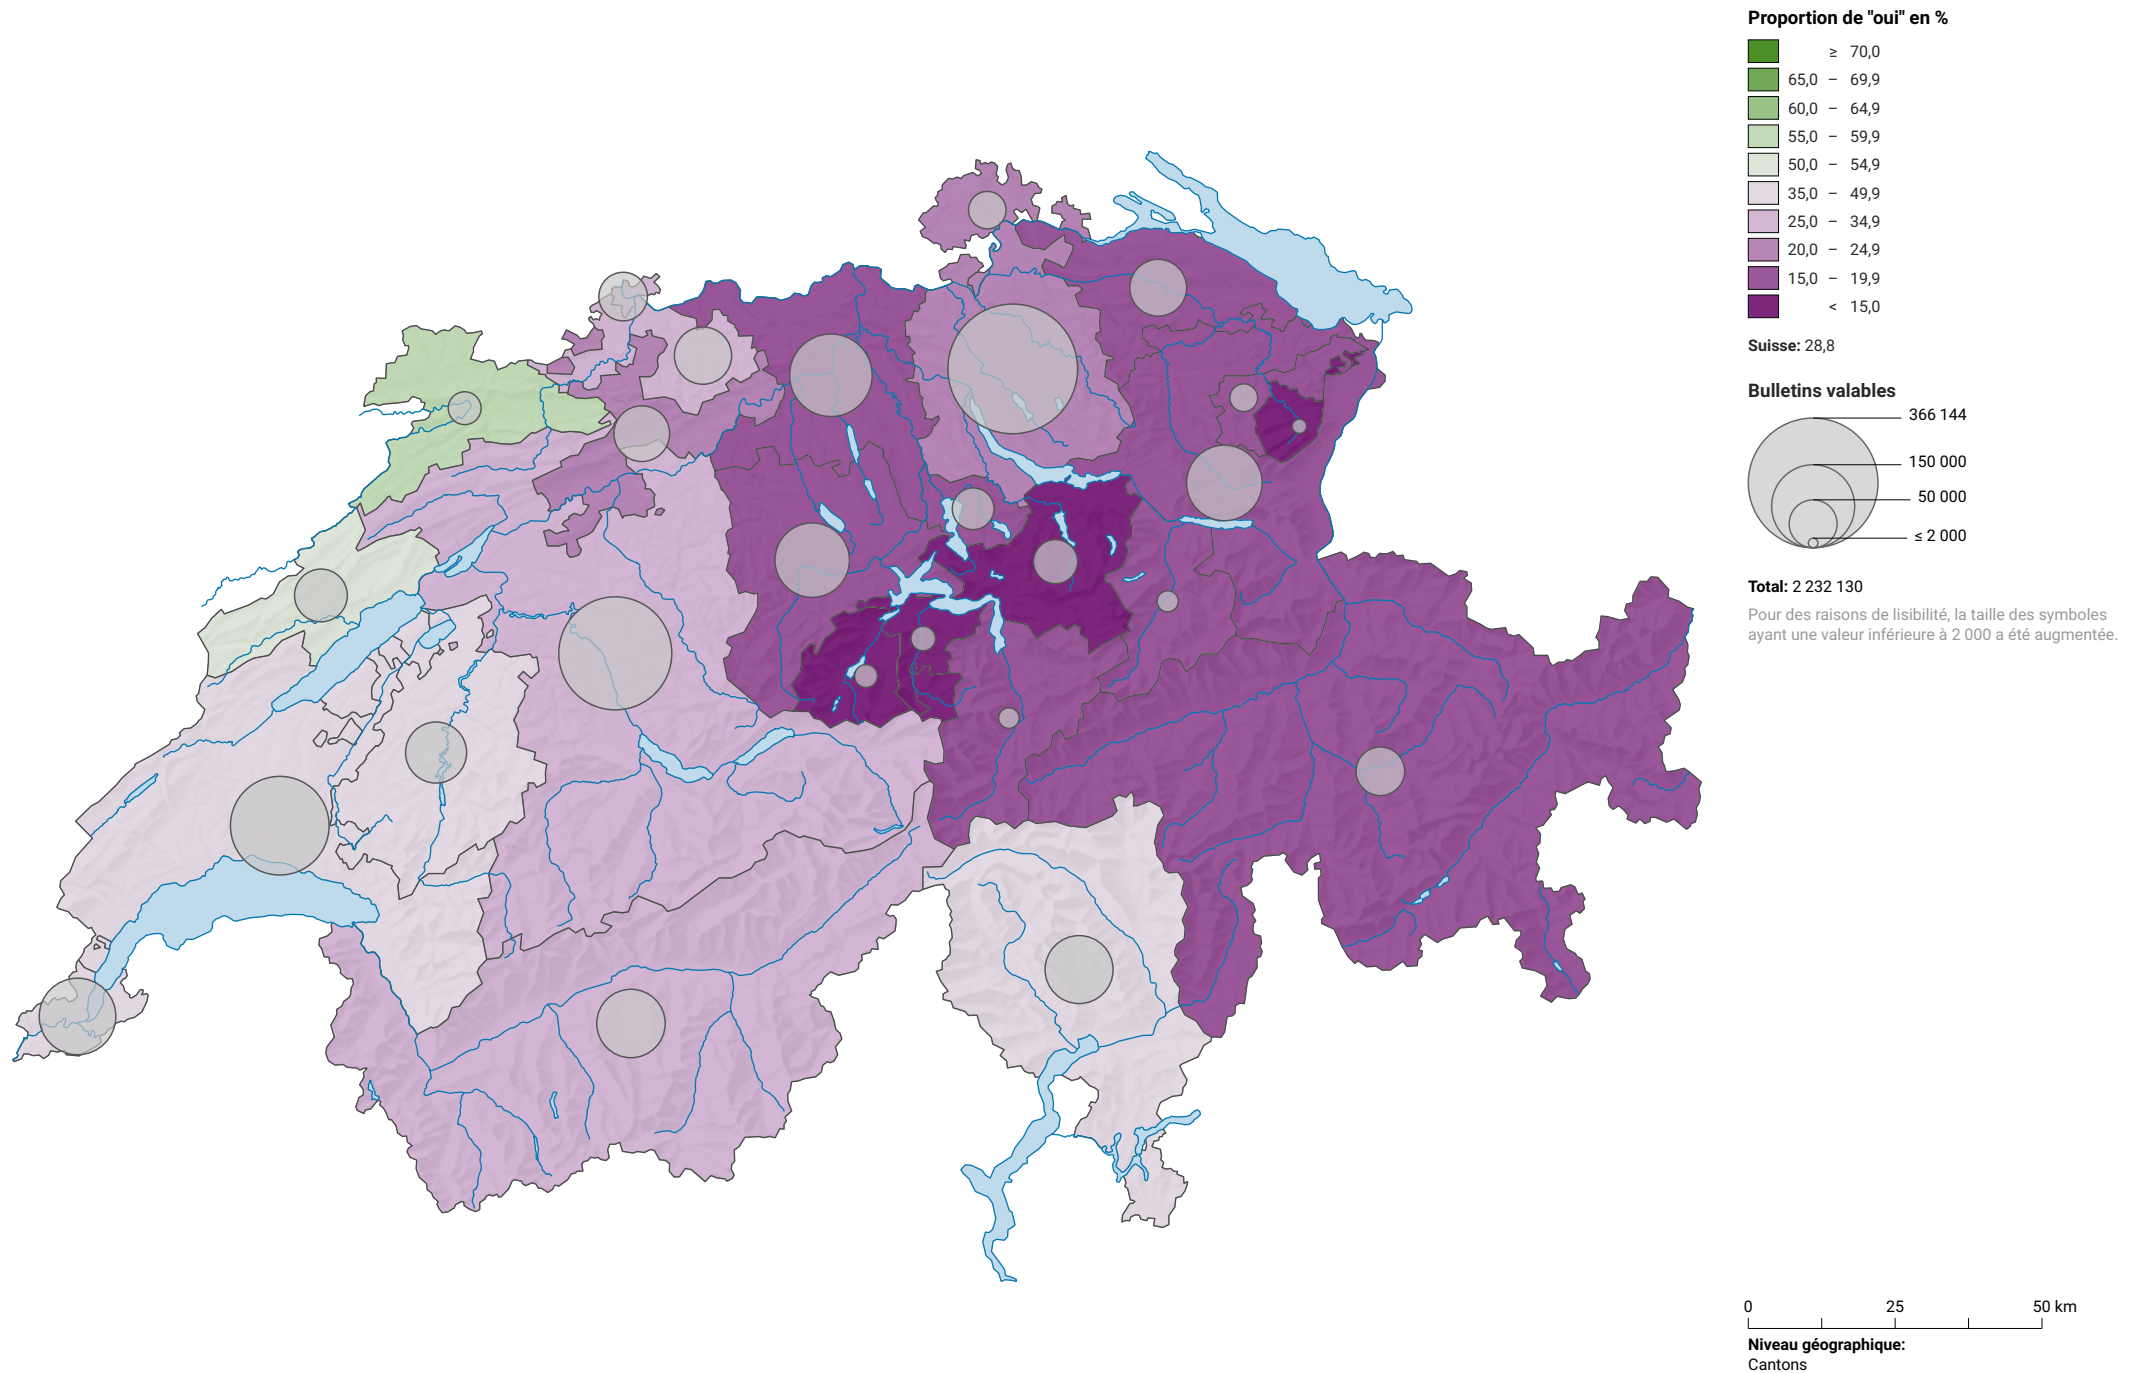 Proportion de "oui" en %
≥ 70,0
65,0 – 69,9
60,0 – 64,9
55,0 – 59,9
50,0 – 54,9
35,0 – 49,9
25,0 – 34,9
20,0 – 24,9
15,0 – 19,9
< 15,0
Suisse: 28,8
Bulletins valables
366 144
150 000
50 000
≤ 2 000
Total: 2 232 130
Pour des raisons de lisibilité, la taille des symboles
ayant une valeur inférieure à 2 000 a été augmentée.
0 25 50 km
Niveau géographique:
Cantons